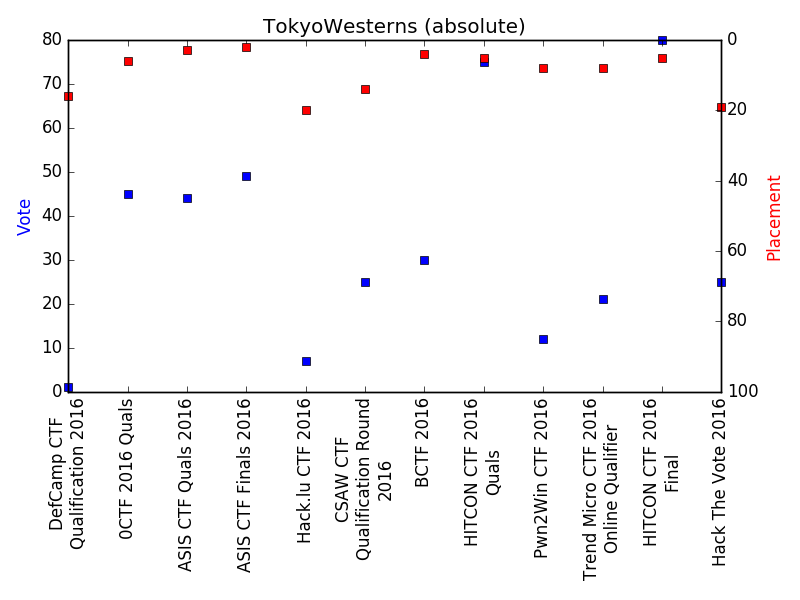 TokyoWesterns (absolute)
80
70
60
50
40
30
20
10
0
Vote
0
20
40
60
80
100
Placement
DefCamp CTF
Qualification 2016
0CTF 2016 Quals
ASIS CTF Quals 2016
ASIS CTF Finals 2016
Hack.lu CTF 2016
CSAW CTF
Qualification Round
2016
BCTF 2016
HITCON CTF 2016
Quals
Pwn2Win CTF 2016
Trend Micro CTF 2016
Online Qualifier
HITCON CTF 2016
Final
Hack The Vote 2016